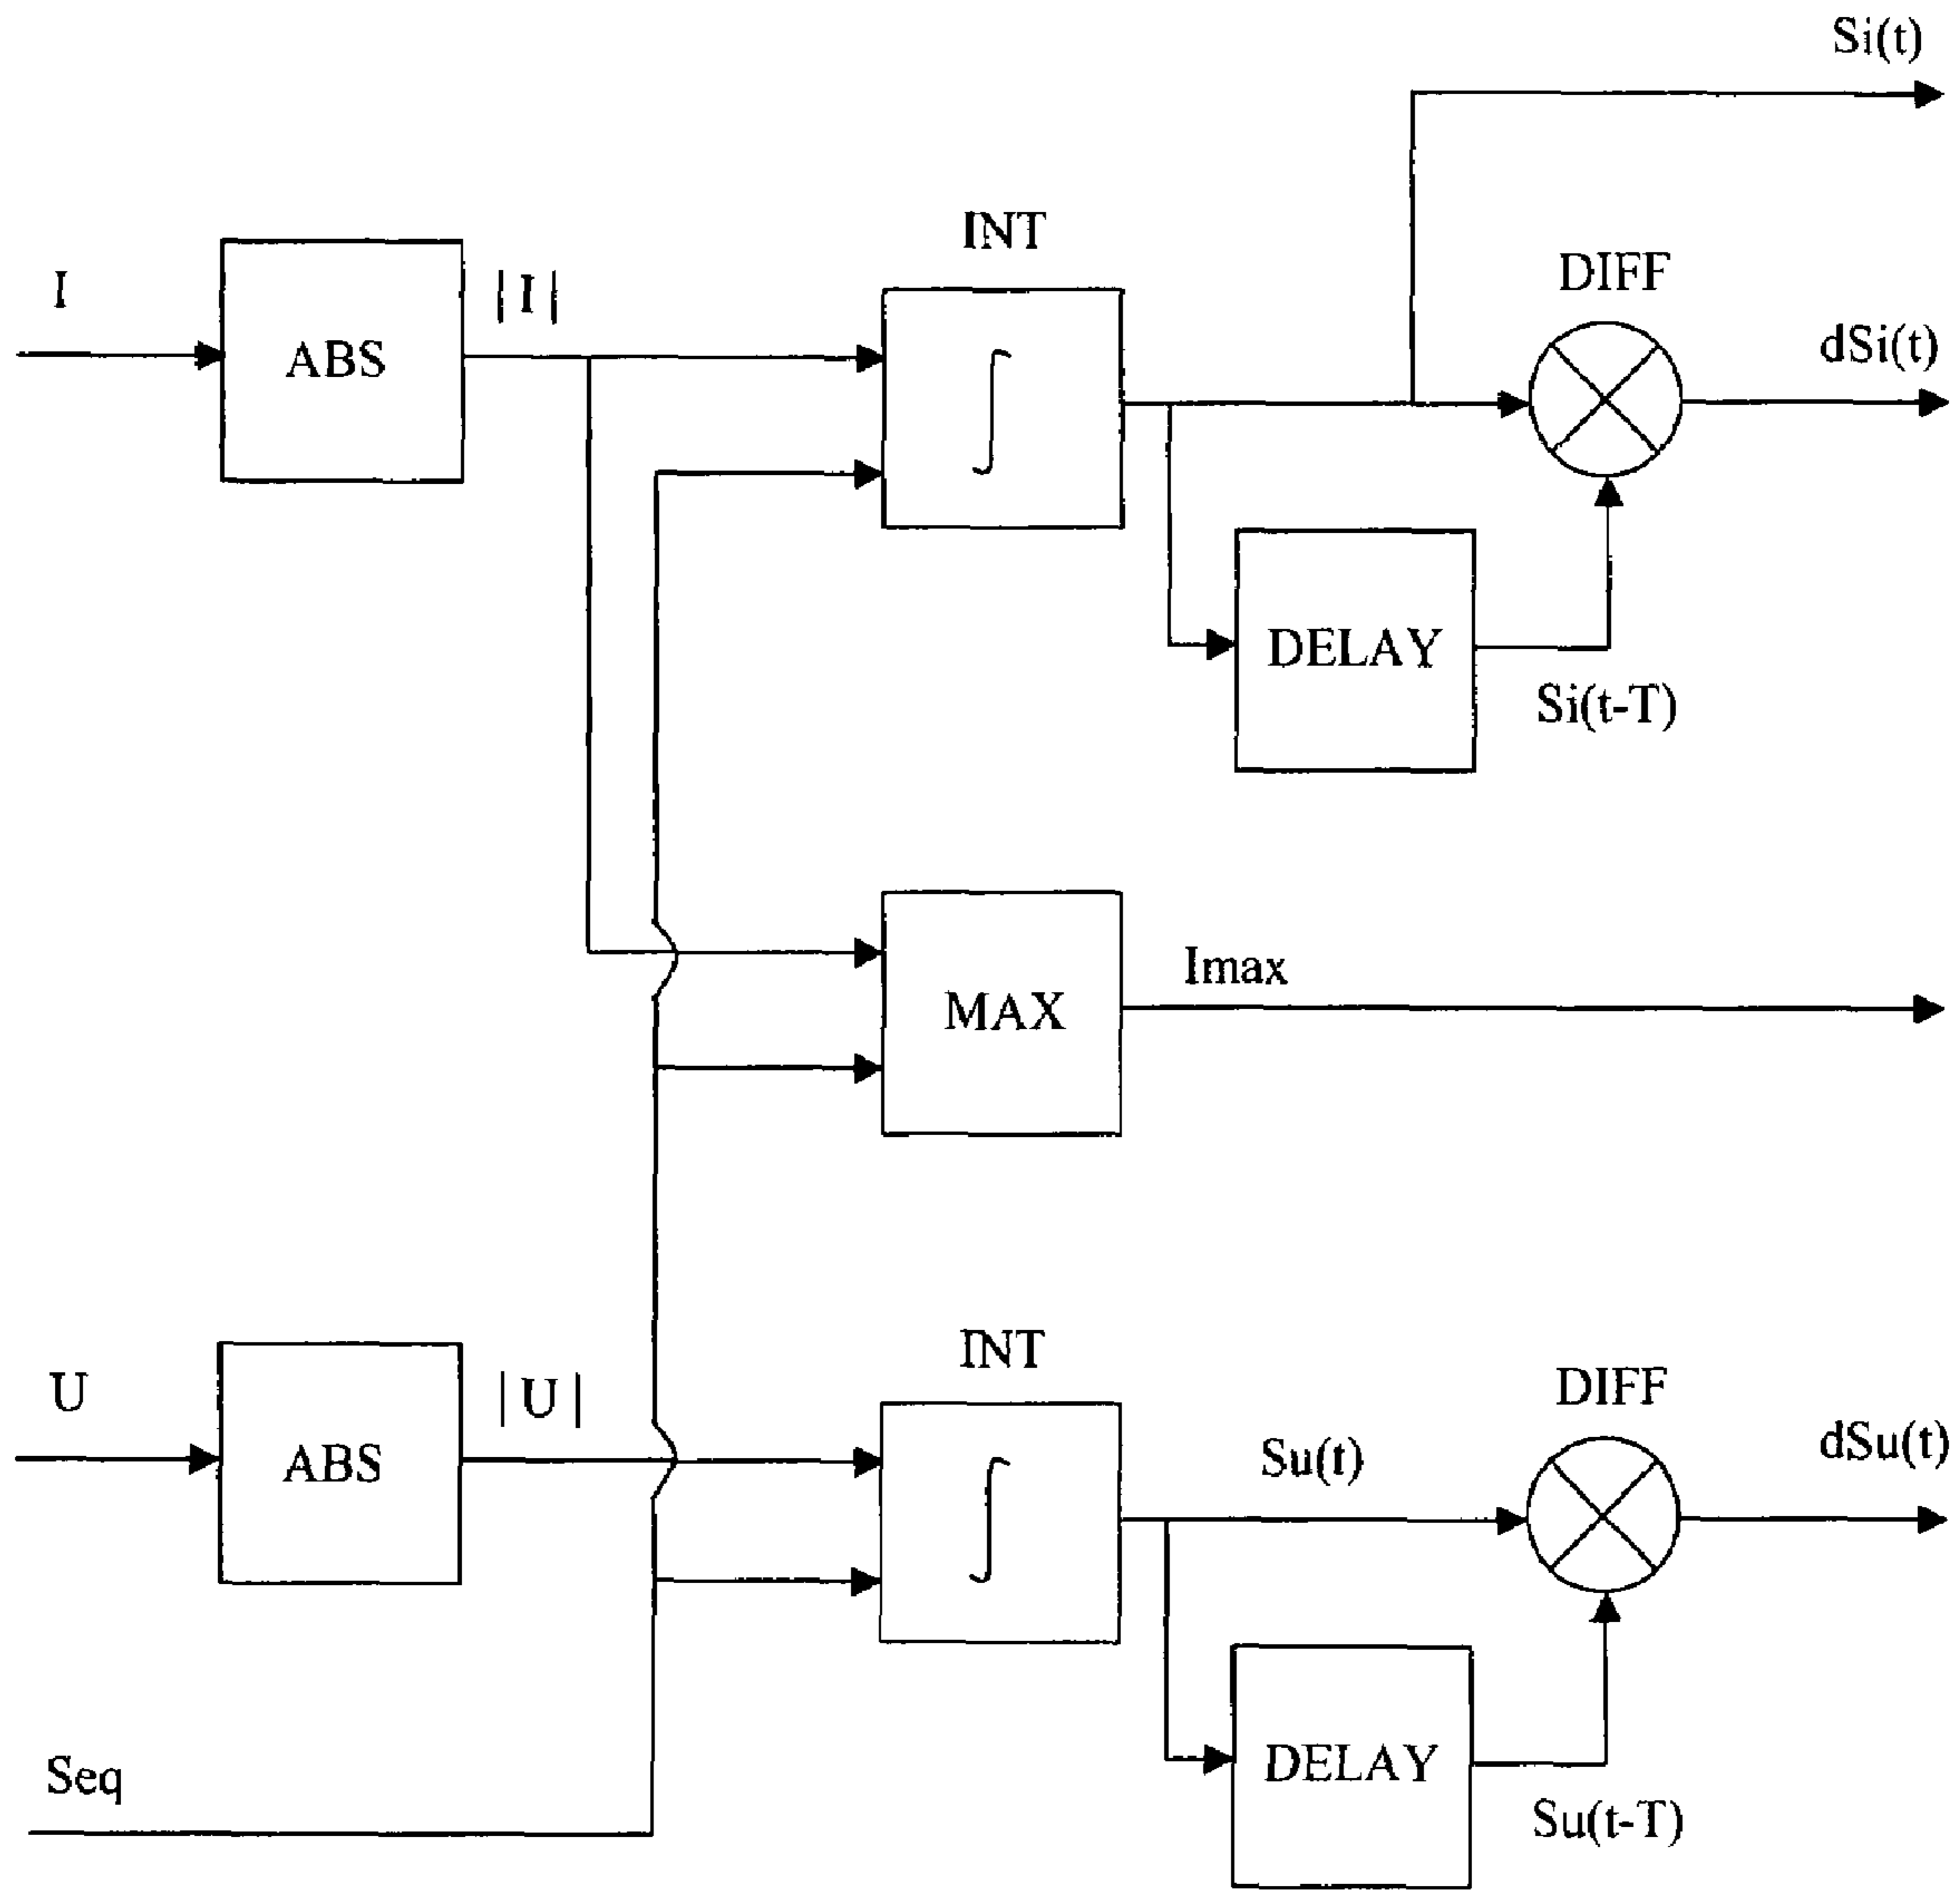 Si(t)
INT
DIFF
I
|I|
dSi(t)
ABS
∫
DELAY
Si(t-T)
Imax
MAX
INT
DIFF
U
|U|
dSu(t)
Su(t)
ABS
∫
Seq
DELAY
Su(t-T)